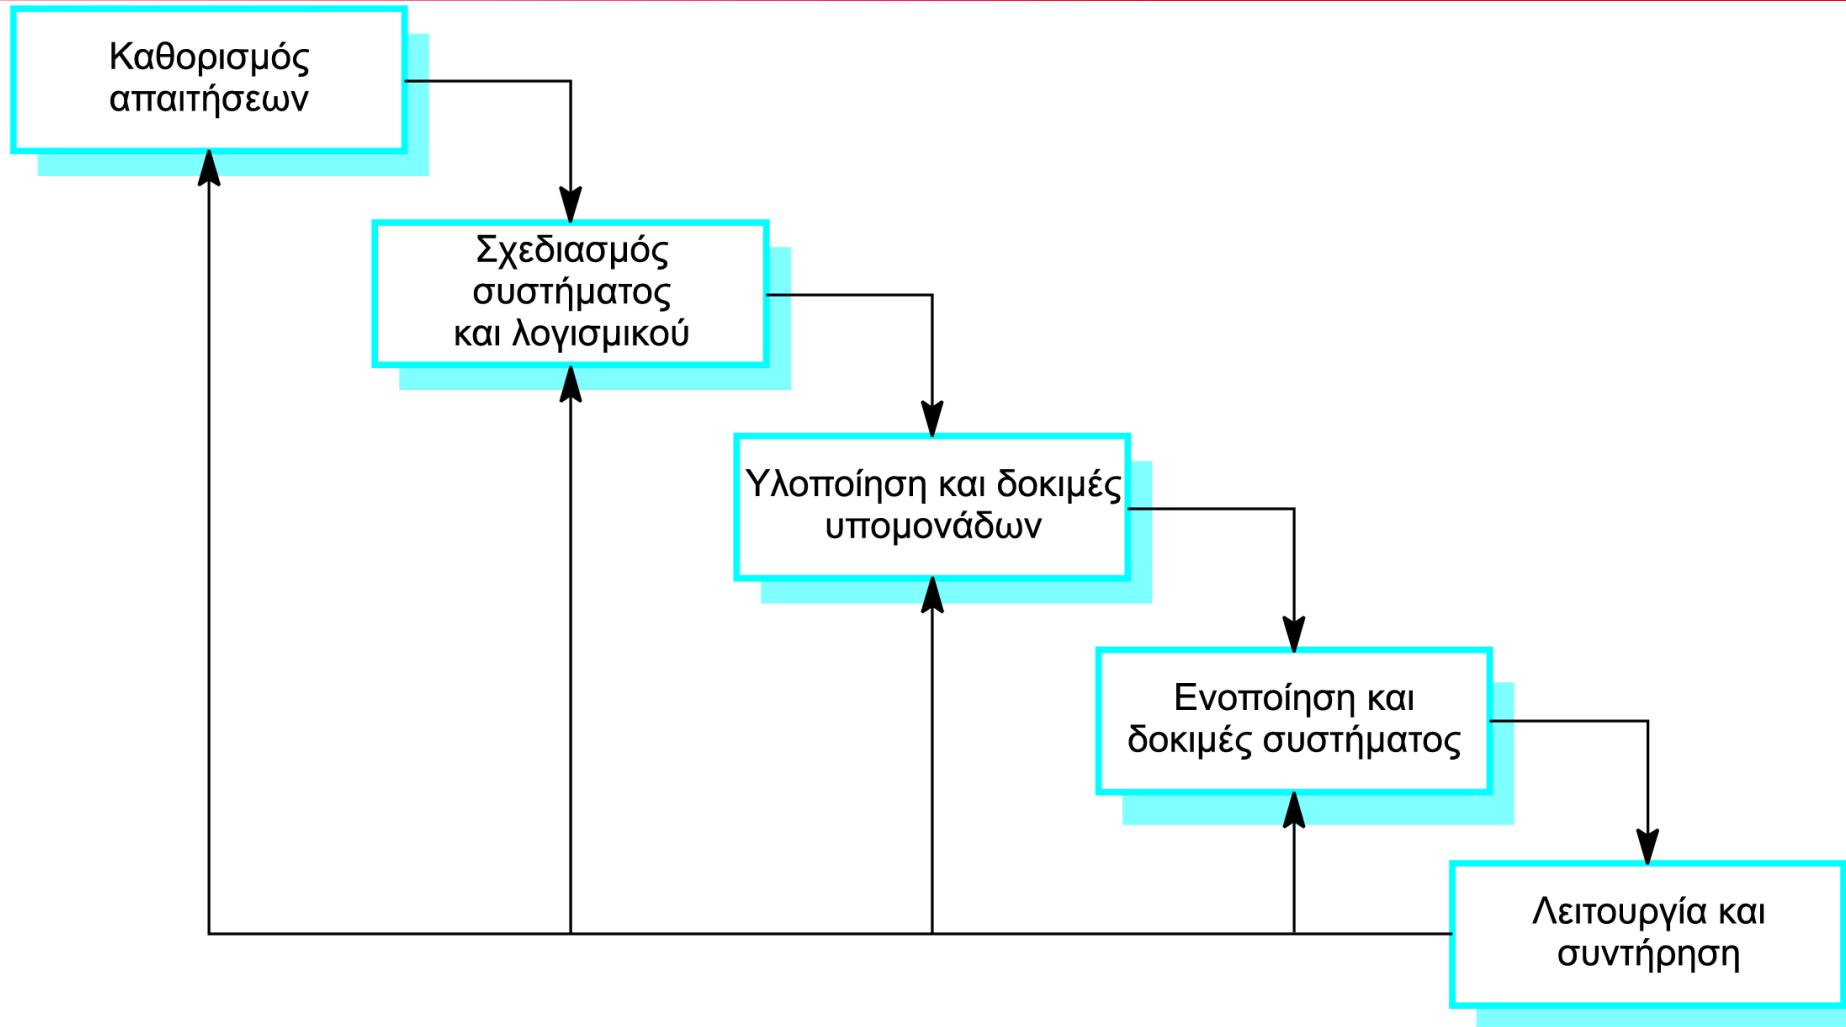 Καθορισμός
απαιτήσεων
Σχεδιασμός
συστήματος
και λογισμικού
Υλοποίηση και δοκιμές
υπομονάδων
Ενοποίηση και
δοκιμές συστήματος
Λειτουργία και
συντήρηση